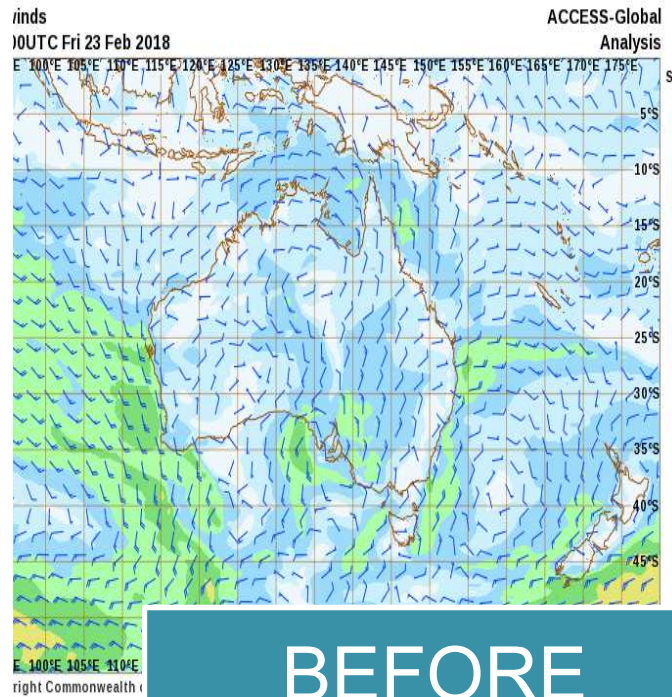 ACCESS-Global
00UTC Fri 23 Feb 2018 Analysis
100°E 105°E 110°E 115°E 120°E 125°E 130°E 135°E 140°E 145°E 150°E 155°E 160°E 165°E 170°E 175°E
5°S
10°S
15°S
20°S
25°S
30°S
35°S
40°S
45°S
E 100°E 105°E 110°E
right Commonwealth
BEFORE